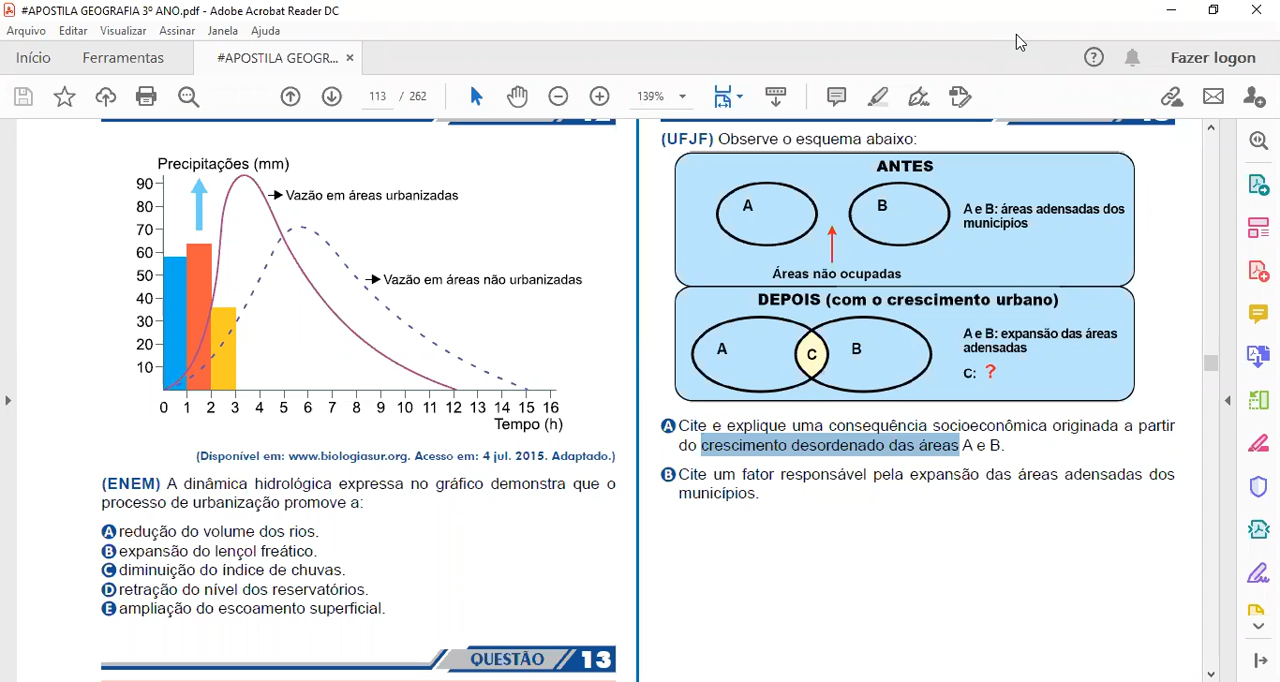 #APOSTILA GEOGRAFIA 3º ANO.pdf - Adobe Acrobat Reader DC
Arquivo Editar Visualizar Assinar Janela Ajuda
Início Ferramentas #APOSTILA GEOGR... Fazer logon
113 / 262 139%
Precipitações (mm)
90
80
70
60
50
40
30
20
10
Vazão em áreas urbanizadas
Vazão em áreas não urbanizadas
0 1 2 3 4 5 6 7 8 9 10 11 12 13 14 15 16
Tempo (h)
(Disponível em: www.biologiasur.org. Acesso em: 4 jul. 2015. Adaptado.)
(ENEM) A dinâmica hidrológica expressa no gráfico demonstra que o
processo de urbanização promove a:
A redução do volume dos rios.
B expansão do lençol freático.
C diminuição do índice de chuvas.
D retração do nível dos reservatórios.
E ampliação do escoamento superficial.
QUESTÃO 13
(UFJF) Observe o esquema abaixo:
ANTES
A B
A e B: áreas adensadas dos
municípios
Áreas não ocupadas
DEPOIS (com o crescimento urbano)
A C B
A e B: expansão das áreas
adensadas
C: ?
A Cite e explique uma consequência socioeconômica originada a partir
do crescimento desordenado das áreas A e B.
B Cite um fator responsável pela expansão das áreas adensadas dos
municípios.